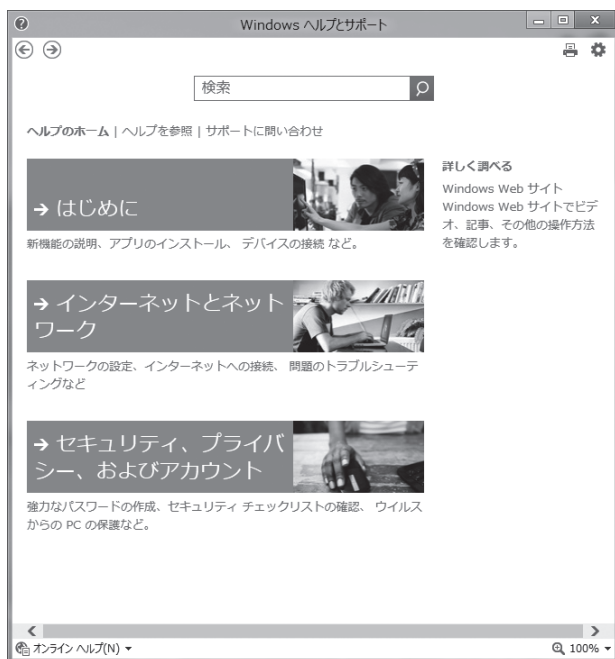 Windows ヘルプとサポート
検索
ヘルプのホーム | ヘルプを参照 | サポートに問い合わせ
→ はじめに
新機能の説明、アプリのインストール、 デバイスの接続 など。
→ インターネットとネット
ワーク
ネットワークの設定、インターネットへの接続、 問題のトラブルシューテ
ィングなど
→ セキュリティ、プライバ
シー、およびアカウント
強力なパスワードの作成、セキュリティ チェックリストの確認、 ウイルス
からの PC の保護など。
詳しく調べる
Windows Web サイト
Windows Web サイトでビデ
オ、記事、その他の操作方法
を確認します。
オンライン ヘルプ(N)
100%